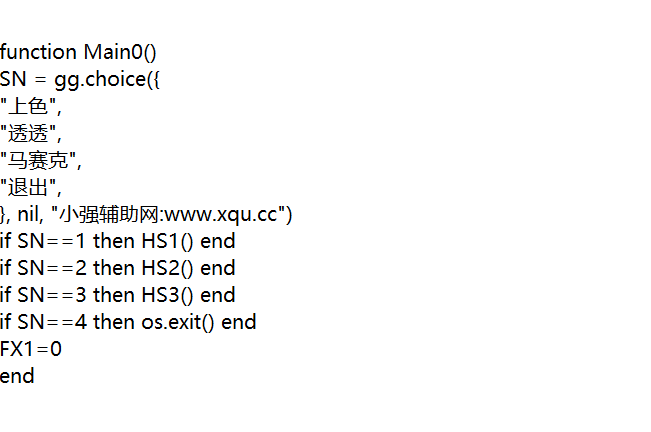 function Main0()
SN = gg.choice({
"上色",
"透透",
"马赛克",
"退出",
}, nil, "小强辅助网:www.xqu.cc")
if SN==1 then HS1() end
if SN==2 then HS2() end
if SN==3 then HS3() end
if SN==4 then os.exit() end
FX1=0
end